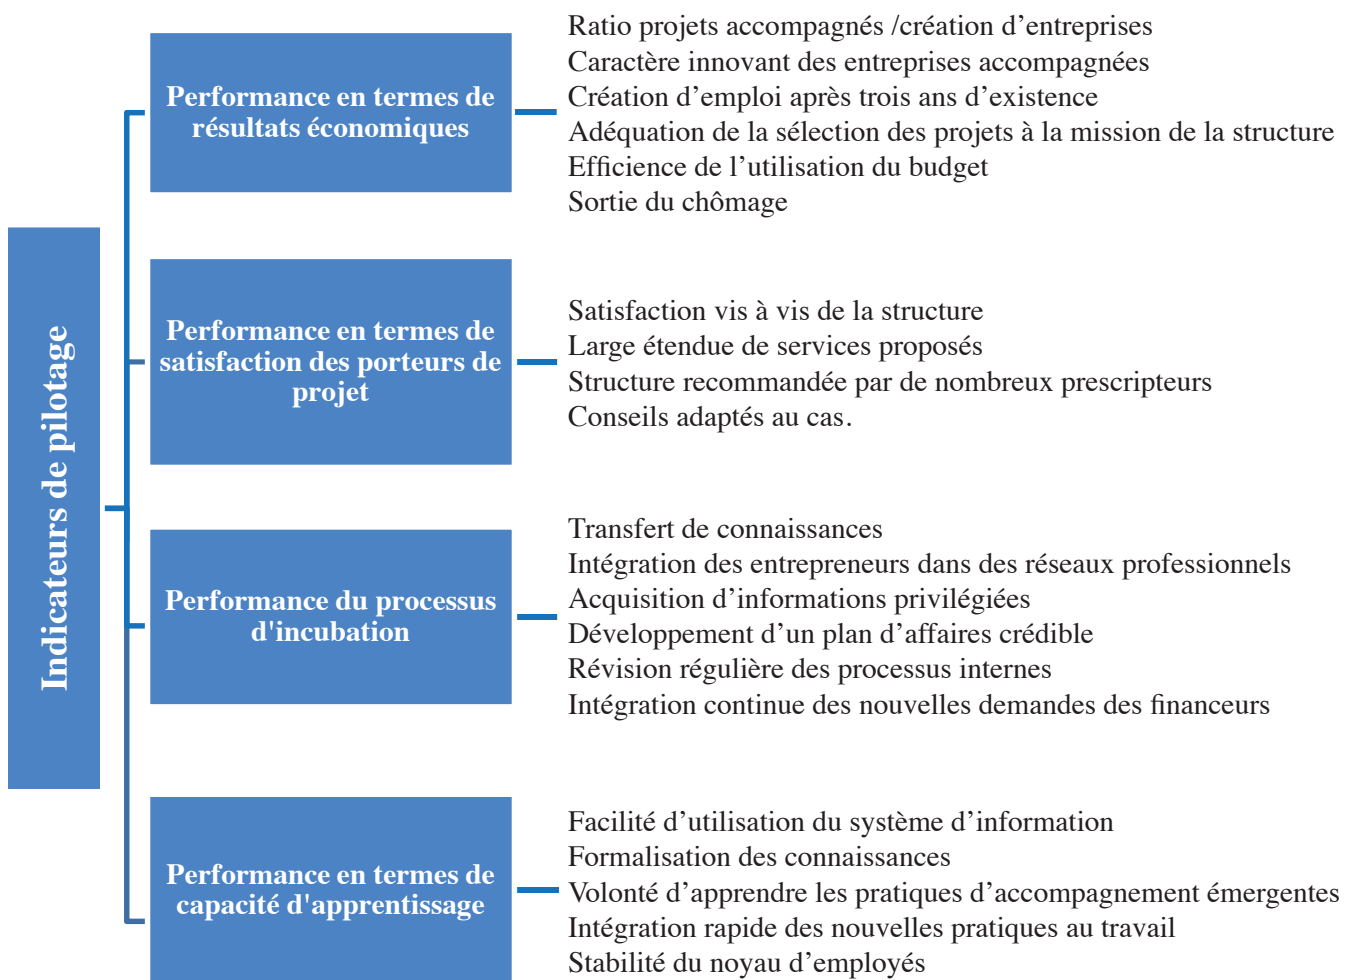 Indicateurs de pilotage
Performance en termes de
résultats économiques
Ratio projets accompagnés /création d’entreprises
Caractère innovant des entreprises accompagnées
Création d’emploi après trois ans d’existence
Adéquation de la sélection des projets à la mission de la structure
Efficience de l’utilisation du budget
Sortie du chômage
Performance en termes de
satisfaction des porteurs de
projet
Satisfaction vis à vis de la structure
Large étendue de services proposés
Structure recommandée par de nombreux prescripteurs
Conseils adaptés au cas.
Performance du processus
d'incubation
Transfert de connaissances
Intégration des entrepreneurs dans des réseaux professionnels
Acquisition d’informations privilégiées
Développement d’un plan d’affaires crédible
Révision régulière des processus internes
Intégration continue des nouvelles demandes des financeurs
Performance en termes de
capacité d'apprentissage
Facilité d’utilisation du système d’information
Formalisation des connaissances
Volonté d’apprendre les pratiques d’accompagnement émergentes
Intégration rapide des nouvelles pratiques au travail
Stabilité du noyau d’employés